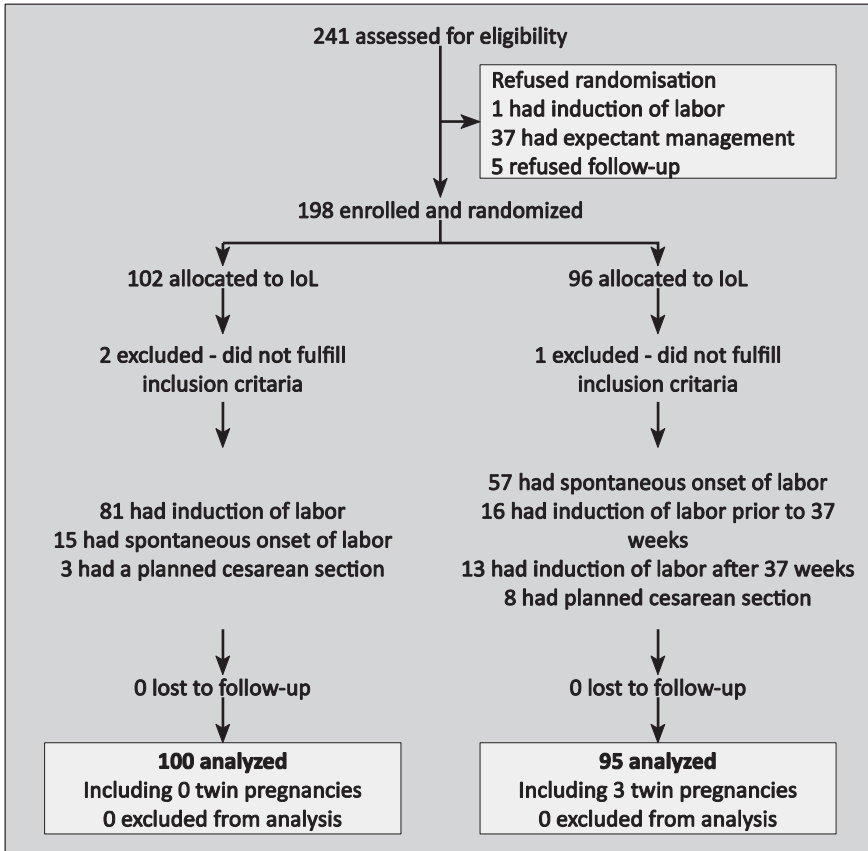 241 assessed for eligibility
Refused randomisation
1 had induction of labor
37 had expectant management
5 refused follow-up
198 enrolled and randomized
102 allocated to IoL
96 allocated to IoL
2 excluded - did not fulfill
inclusion critaria
1 excluded - did not fulfill
inclusion critaria
81 had induction of labor
15 had spontaneous onset of labor
3 had a planned cesarean section
57 had spontaneous onset of labor
16 had induction of labor prior to 37
weeks
13 had induction of labor after 37 weeks
8 had planned cesarean section
0 lost to follow-up
0 lost to follow-up
100 analyzed
Including 0 twin pregnancies
0 excluded from analysis
95 analyzed
Including 3 twin pregnancies
0 excluded from analysis